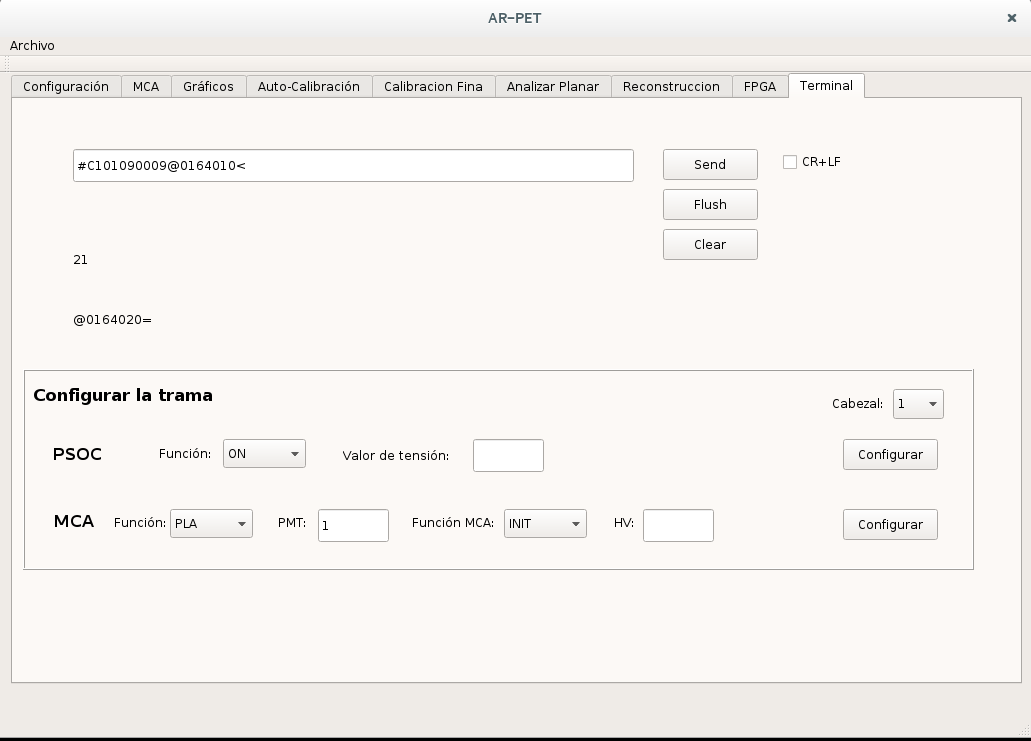 AR-PET
Archivo
Configuración MCA Gráficos Auto-Calibración Calibracion Fina Analizar Planar Reconstruccion FPGA Terminal
#C101090009@0164010< Send CR+LF
Flush
Clear
21
@0164020=
Configurar la trama
Cabezal: 1
PSOC Función: ON Valor de tensión: Configurar
MCA Función: PLA PMT: 1 Función MCA: INIT HV: Configurar